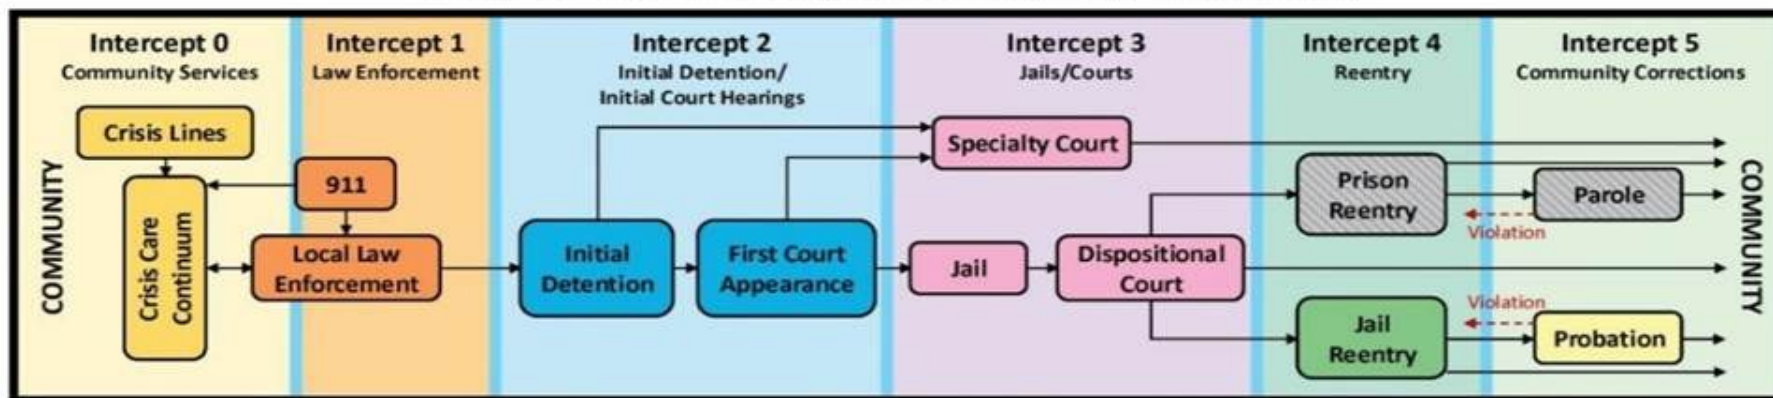 Intercept 0
Community Services
Intercept 1
Law Enforcement
Intercept 2
Initial Detention/
Initial Court Hearings
Intercept 3
Jails/Courts
Intercept 4
Reentry
Intercept 5
Community Corrections
COMMUNITY
Crisis Lines
Crisis Care
Continuum
911
Local Law
Enforcement
Initial
Detention
First Court
Appearance
Specialty Court
Jail
Dispositional
Court
Prison
Reentry
Parole
Violation
Jail
Reentry
Violation
Probation
COMMUNITY